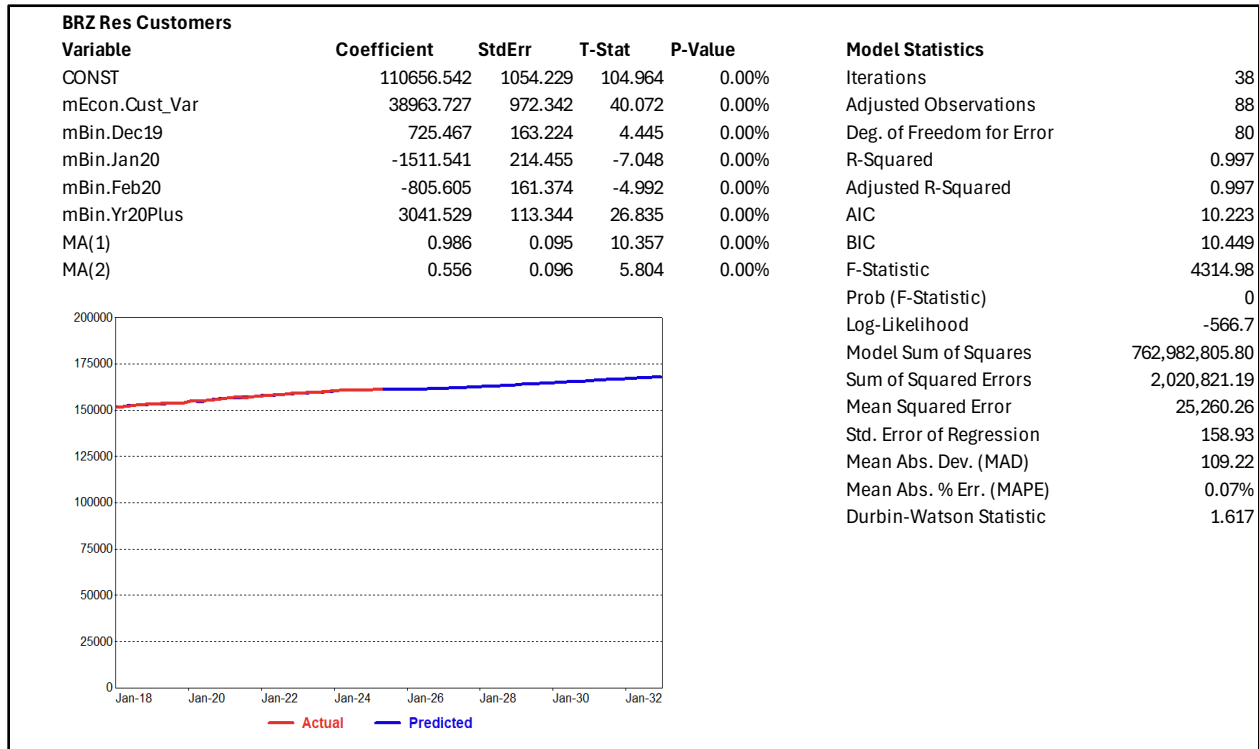 BRZ Res Customers
Variable Coefficient StdErr T-Stat P-Value
CONST 110656.542 1054.229 104.964 0.00%
mEcon.Cust_Var 38963.727 972.342 40.072 0.00%
mBin.Dec19 725.467 163.224 4.445 0.00%
mBin.Jan20 -1511.541 214.455 -7.048 0.00%
mBin.Feb20 -805.605 161.374 -4.992 0.00%
mBin.Yr20Plus 3041.529 113.344 26.835 0.00%
MA(1) 0.986 0.095 10.357 0.00%
MA(2) 0.556 0.096 5.804 0.00%
Model Statistics
Iterations 38
Adjusted Observations 88
Deg. of Freedom for Error 80
R-Squared 0.997
Adjusted R-Squared 0.997
AIC 10.223
BIC 10.449
F-Statistic 4314.98
Prob (F-Statistic) 0
Log-Likelihood -566.7
Model Sum of Squares 762,982,805.80
Sum of Squared Errors 2,020,821.19
Mean Squared Error 25,260.26
Std. Error of Regression 158.93
Mean Abs. Dev. (MAD) 109.22
Mean Abs. % Err. (MAPE) 0.07%
Durbin-Watson Statistic 1.617
200000
175000
150000
125000
100000
75000
50000
25000
0
Jan-18 Jan-20 Jan-22 Jan-24 Jan-26 Jan-28 Jan-30 Jan-32
Actual Predicted